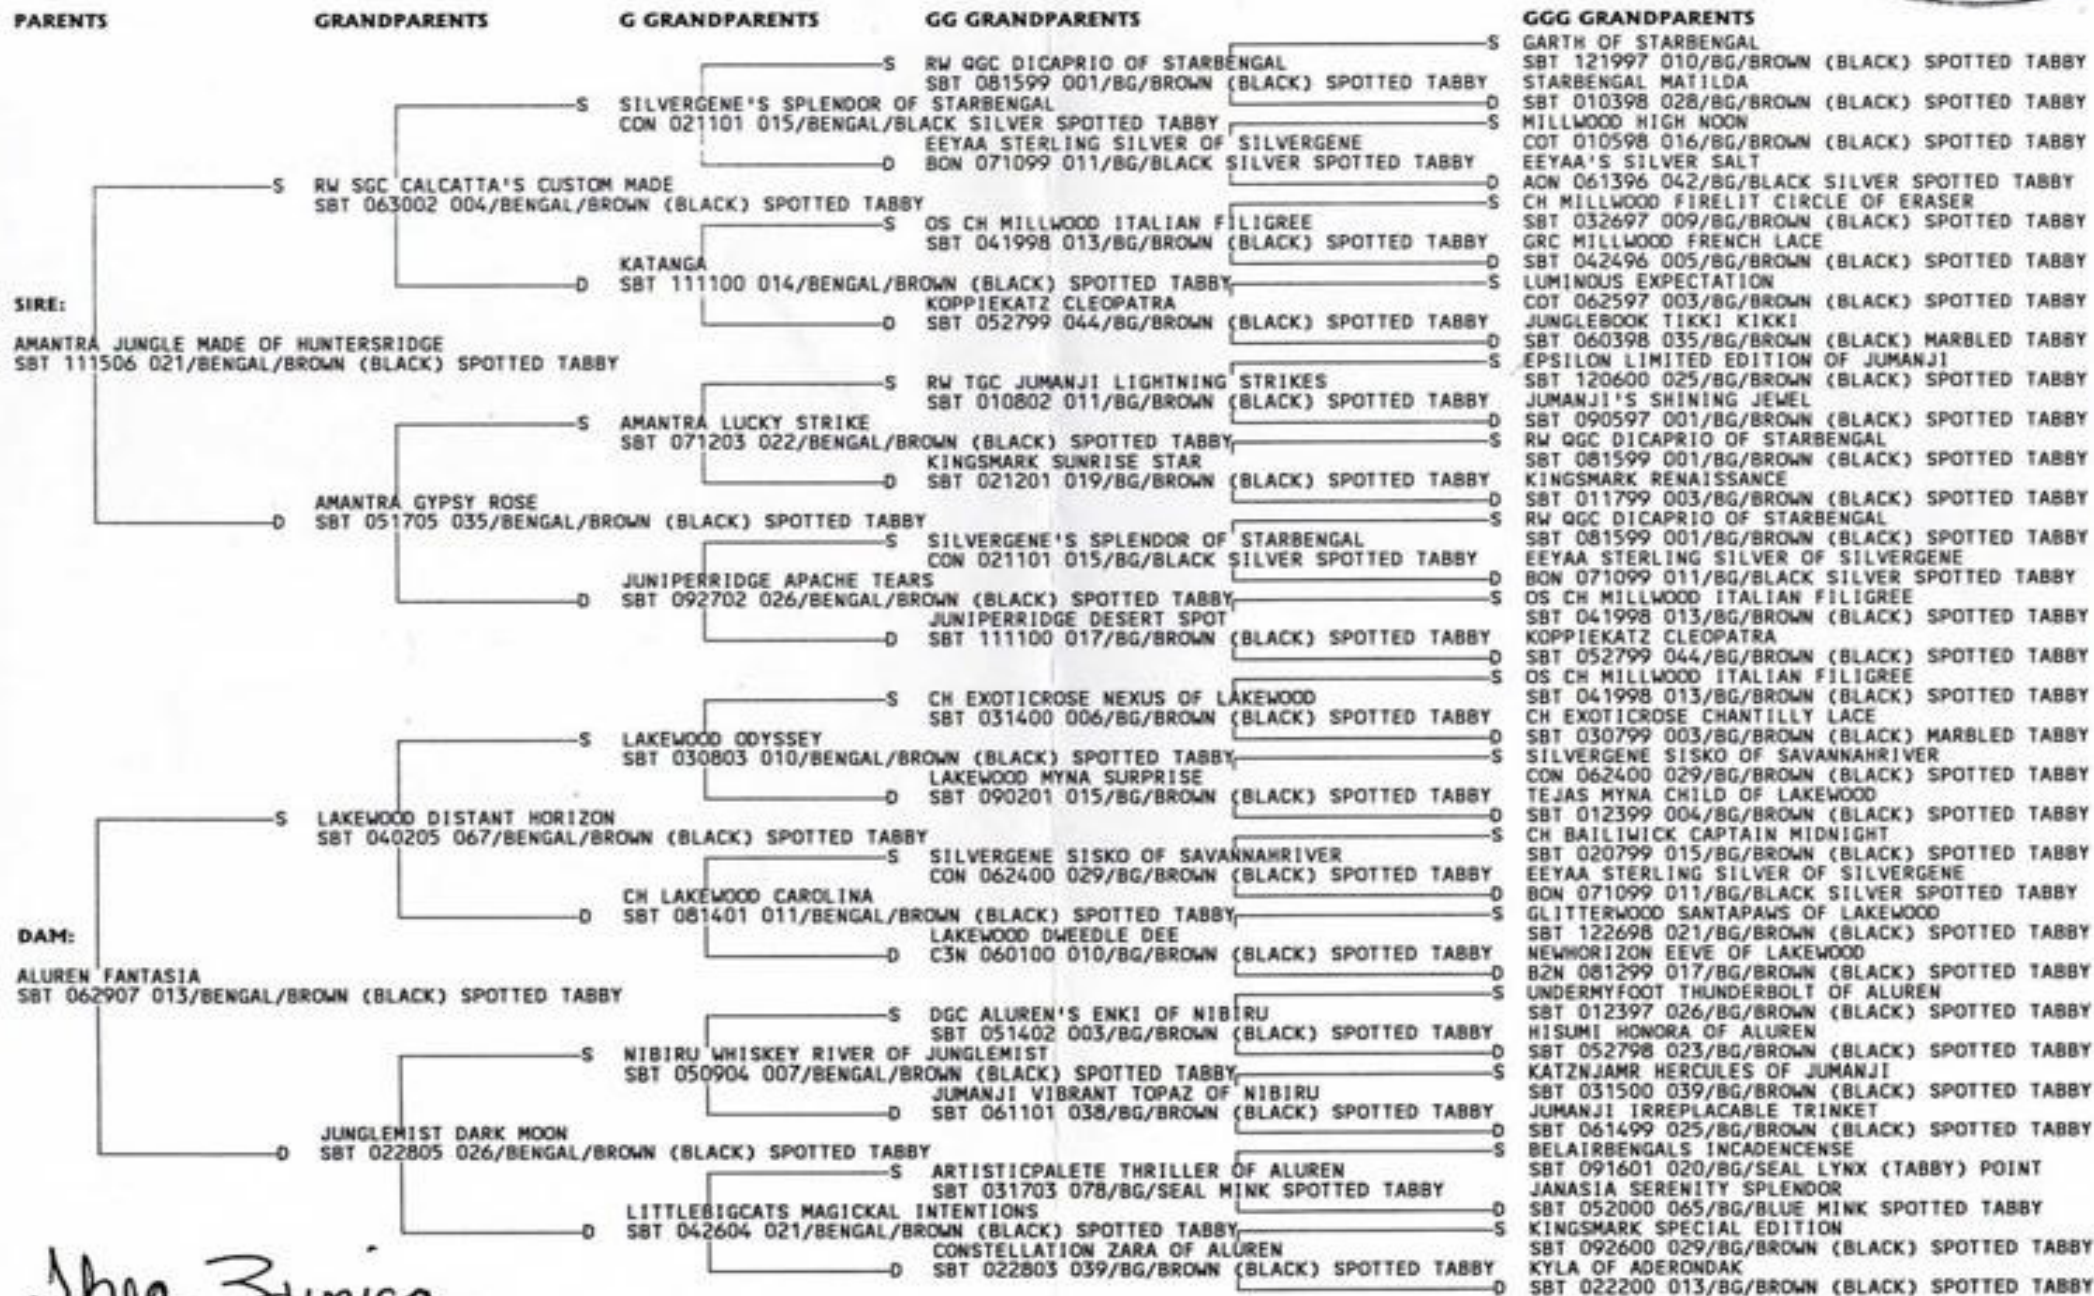 PARENTS GRANDPARENTS G GRANDPARENTS GG GRANDPARENTS GGG GRANDPARENTS
SIRE:
AMANTRA JUNGLE MADE OF HUNTERSRIDGE
SBT 111506 021/BENGAL/BROWN (BLACK) SPOTTED TABBY
DAM:
ALUREN FANTASIA
SBT 062907 013/BENGAL/BROWN (BLACK) SPOTTED TABBY
S RW SGC CALCATTA'S CUSTOM MADE
SBT 063002 004/BENGAL/BROWN (BLACK) SPOTTED TABBY
AMANTRA GYPSY ROSE
D SBT 051705 035/BENGAL/BROWN (BLACK) SPOTTED TABBY
S LAKEWOOD DISTANT HORIZON
SBT 040205 067/BENGAL/BROWN (BLACK) SPOTTED TABBY
JUNGLEMIST DARK MOON
D SBT 022805 026/BENGAL/BROWN (BLACK) SPOTTED TABBY
S SILVERGENE'S SPLENDOR OF STARBENGAL
CON 021101 015/BENGAL/BLACK SILVER SPOTTED TABBY
KATANGA
D SBT 111100 014/BENGAL/BROWN (BLACK) SPOTTED TABBY
S AMANTRA LUCKY STRIKE
SBT 071203 022/BENGAL/BROWN (BLACK) SPOTTED TABBY
JUNIPERRIDGE APACHE TEARS
D SBT 092702 026/BENGAL/BROWN (BLACK) SPOTTED TABBY
S LAKEWOOD ODYSSEY
SBT 030803 010/BENGAL/BROWN (BLACK) SPOTTED TABBY
CH LAKEWOOD CAROLINA
D SBT 081401 011/BENGAL/BROWN (BLACK) SPOTTED TABBY
S NIBIRU WHISKEY RIVER OF JUNGLEMIST
SBT 050904 007/BENGAL/BROWN (BLACK) SPOTTED TABBY
LITTLEBIGCATS MAGICKAL INTENTIONS
D SBT 042604 021/BENGAL/BROWN (BLACK) SPOTTED TABBY
S RW QGC DICAPRIO OF STARBENGAL
SBT 081599 001/BG/BROWN (BLACK) SPOTTED TABBY
EEYAA STERLING SILVER OF SILVERGENE
D BON 071099 011/BG/BLACK SILVER SPOTTED TABBY
S OS CH MILLWOOD ITALIAN FILIGREE
SBT 041998 013/BG/BROWN (BLACK) SPOTTED TABBY
KOPPIEKATZ CLEOPATRA
D SBT 052799 044/BG/BROWN (BLACK) SPOTTED TABBY
S RW TGC JUMANJI LIGHTNING STRIKES
SBT 010802 011/BG/BROWN (BLACK) SPOTTED TABBY
KINGSMARK SUNRISE STAR
D SBT 021201 019/BG/BROWN (BLACK) SPOTTED TABBY
S SILVERGENE'S SPLENDOR OF STARBENGAL
CON 021101 015/BG/BLACK SILVER SPOTTED TABBY
JUNIPERRIDGE DESERT SPOT
D SBT 111100 017/BG/BROWN (BLACK) SPOTTED TABBY
S CH EXOTICROSE NEXUS OF LAKEWOOD
SBT 031400 006/BG/BROWN (BLACK) SPOTTED TABBY
LAKEWOOD MYNA SURPRISE
D SBT 090201 015/BG/BROWN (BLACK) SPOTTED TABBY
S SILVERGENE SISKO OF SAVANNAHRIVER
CON 062400 029/BG/BROWN (BLACK) SPOTTED TABBY
LAKEWOOD DWEEDLE DEE
D C3N 060100 010/BG/BROWN (BLACK) SPOTTED TABBY
S DGC ALUREN'S ENKI OF NIBIRU
SBT 051402 003/BG/BROWN (BLACK) SPOTTED TABBY
JUMANJI VIBRANT TOPAZ OF NIBIRU
D SBT 061101 038/BG/BROWN (BLACK) SPOTTED TABBY
S ARTISTICPALETE THRILLER OF ALUREN
SBT 031703 078/BG/SEAL MINK SPOTTED TABBY
CONSTELLATION ZARA OF ALUREN
D SBT 022803 039/BG/BROWN (BLACK) SPOTTED TABBY
S GARTH OF STARBENGAL
SBT 121997 010/BG/BROWN (BLACK) SPOTTED TABBY
STARBENGAL MATILDA
D SBT 010398 028/BG/BROWN (BLACK) SPOTTED TABBY
S MILLWOOD HIGH NOON
COT 010598 016/BG/BROWN (BLACK) SPOTTED TABBY
EEYAA'S SILVER SALT
D AON 061396 042/BG/BLACK SILVER SPOTTED TABBY
S CH MILLWOOD FIRELIT CIRCLE OF ERASER
SBT 032697 009/BG/BROWN (BLACK) SPOTTED TABBY
GRC MILLWOOD FRENCH LACE
D SBT 042496 005/BG/BROWN (BLACK) SPOTTED TABBY
S LUMINOUS EXPECTATION
COT 062597 003/BG/BROWN (BLACK) SPOTTED TABBY
JUNGLEBOOK TIKKI KIKKI
D SBT 060398 035/BG/BROWN (BLACK) MARBLED TABBY
S EPSILON LIMITED EDITION OF JUMANJI
SBT 120600 025/BG/BROWN (BLACK) SPOTTED TABBY
JUMANJI'S SHINING JEWEL
D SBT 090597 001/BG/BROWN (BLACK) SPOTTED TABBY
S RW QGC DICAPRIO OF STARBENGAL
SBT 081599 001/BG/BROWN (BLACK) SPOTTED TABBY
KINGSMARK RENAISSANCE
D SBT 011799 003/BG/BROWN (BLACK) SPOTTED TABBY
S RW QGC DICAPRIO OF STARBENGAL
SBT 081599 001/BG/BROWN (BLACK) SPOTTED TABBY
EEYAA STERLING SILVER OF SILVERGENE
D BON 071099 011/BG/BLACK SILVER SPOTTED TABBY
S OS CH MILLWOOD ITALIAN FILIGREE
SBT 041998 013/BG/BROWN (BLACK) SPOTTED TABBY
KOPPIEKATZ CLEOPATRA
D SBT 052799 044/BG/BROWN (BLACK) SPOTTED TABBY
S OS CH MILLWOOD ITALIAN FILIGREE
SBT 041998 013/BG/BROWN (BLACK) SPOTTED TABBY
CH EXOTICROSE CHANTILLY LACE
D SBT 030799 003/BG/BROWN (BLACK) MARBLED TABBY
S SILVERGENE SISKO OF SAVANNAHRIVER
CON 062400 029/BG/BROWN (BLACK) SPOTTED TABBY
TEJAS MYNA CHILD OF LAKEWOOD
D SBT 012399 004/BG/BROWN (BLACK) SPOTTED TABBY
S CH BAILIWICK CAPTAIN MIDNIGHT
SBT 020799 015/BG/BROWN (BLACK) SPOTTED TABBY
EEYAA STERLING SILVER OF SILVERGENE
D BON 071099 011/BG/BLACK SILVER SPOTTED TABBY
S GLITTERWOOD SANTAPAWS OF LAKEWOOD
SBT 122698 021/BG/BROWN (BLACK) SPOTTED TABBY
NEWHORIZON EEVE OF LAKEWOOD
D B2N 081299 017/BG/BROWN (BLACK) SPOTTED TABBY
S UNDERMYFOOT THUNDERBOLT OF ALUREN
SBT 012397 026/BG/BROWN (BLACK) SPOTTED TABBY
HISUMI HONORA OF ALUREN
D SBT 052798 023/BG/BROWN (BLACK) SPOTTED TABBY
S KATZNJAMR HERCULES OF JUMANJI
SBT 031500 039/BG/BROWN (BLACK) SPOTTED TABBY
JUMANJI IRREPLACABLE TRINKET
D SBT 061499 025/BG/BROWN (BLACK) SPOTTED TABBY
S BELAIRBENGALS INCADENCENSE
SBT 091601 020/BG/SEAL LYNX (TABBY) POINT
JANASIA SERENITY SPLENDOR
D SBT 052000 065/BG/BLUE MINK SPOTTED TABBY
S KINGSMARK SPECIAL EDITION
SBT 092600 029/BG/BROWN (BLACK) SPOTTED TABBY
KYLA OF ADERONDAK
D SBT 022200 013/BG/BROWN (BLACK) SPOTTED TABBY